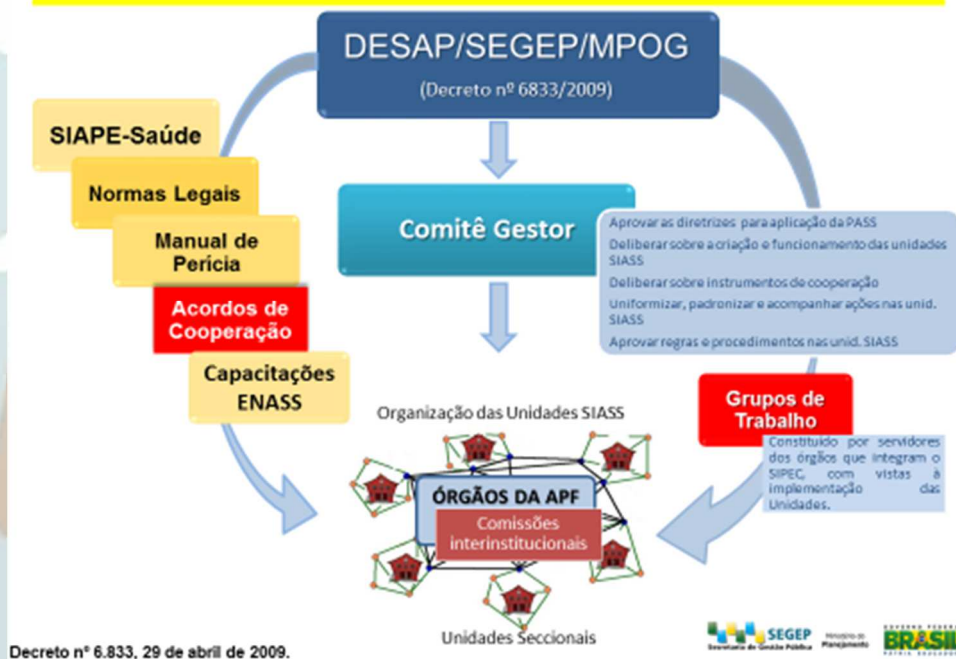 DESAP/SEGEP/MPOG
(Decreto nº 6833/2009)
SIAPE-Saúde
Normas Legais
Manual de
Perícia
Acordos de
Cooperação
Capacitações
ENASS
Comitê Gestor
Aprovar as diretrizes para aplicação da PASS
Deliberar sobre a criação e funcionamento das unidades
SIASS
Deliberar sobre instrumentos de cooperação
Uniformizar, padronizar e acompanhar ações nas unid.
SIASS
Aprovar regras e procedimentos nas unid. SIASS
Grupos de
Trabalho
Constituído por servidores
dos órgãos que integram o
SIPEC, com vistas à
implementação das
Unidades.
Organização das Unidades SIASS
ÓRGÃOS DA APF
Comissões
interinstitucionais
Unidades Seccionais
Decreto nº 6.833, 29 de abril de 2009.
SEGEP
Secretaria de Gestão Pública
Ministério do
Planejamento
GOVERNO FEDERAL
BRASIL
PÁTRIA EDUCADORA